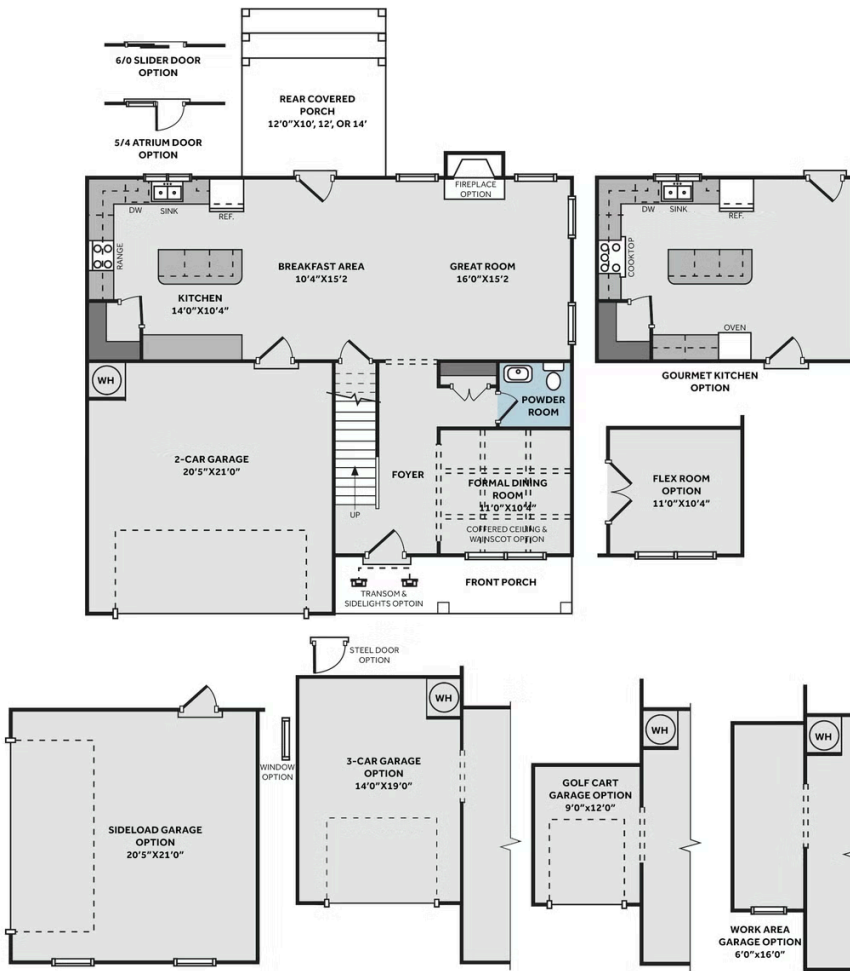 6/0 SLIDER DOOR
OPTION
5/4 ATRIUM DOOR
OPTION
REAR COVERED
PORCH
12'0"X10', 12', OR 14'
FIREPLACE
OPTION
DW
SINK
REF.
RANGE
KITCHEN
14'0"X10'4"
BREAKFAST AREA
10'4"X15'2
GREAT ROOM
16'0"X15'2
DW
SINK
REF.
COOKTOP
OVEN
GOURMET KITCHEN
OPTION
WH
2-CAR GARAGE
20'5"X21'0"
UP
FOYER
POWDER
ROOM
FORMAL DINING
ROOM
11'0"X10'4"
COFFERED CEILING &
WAINSCOT OPTION
FLEX ROOM
OPTION
11'0"X10'4"
TRANSOM &
SIDELIGHTS OPTOIN
FRONT PORCH
STEEL DOOR
OPTION
SIDELOAD GARAGE
OPTION
20'5"X21'0"
WINDOW
OPTION
WH
3-CAR GARAGE
OPTION
14'0"X19'0"
WH
GOLF CART
GARAGE OPTION
9'0"x12'0"
WH
WORK AREA
GARAGE OPTION
6'0"x16'0"